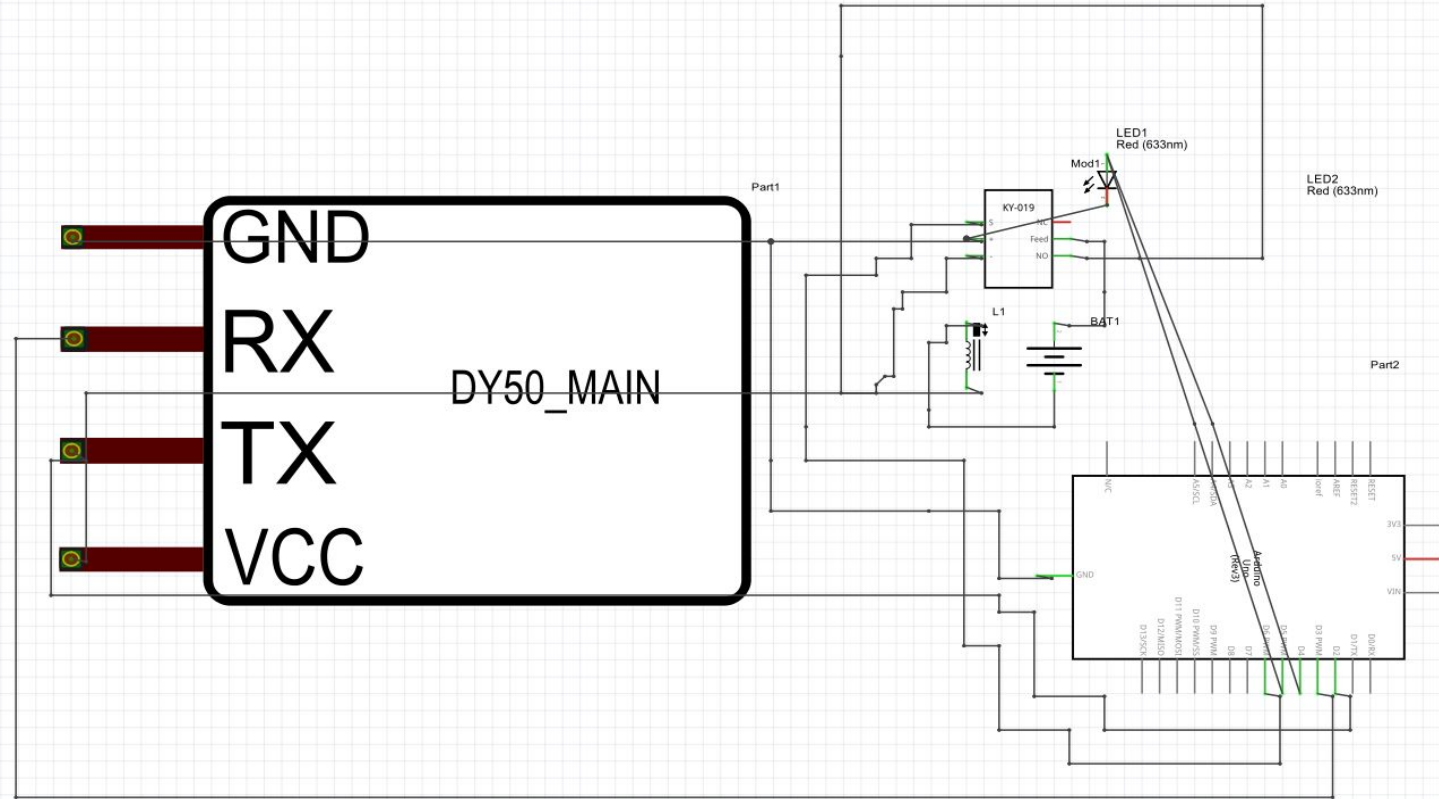 LED1
Red (633nm)
Mod1
LED2
Red (633nm)
Part1
KY-019
S
NC
+
Feed
-
NO
GND
RX
DY50_MAIN
TX
VCC
L1
BAT1
Part2
N/C
A5/SCL
A4/SDA
A3
A2
A1
A0
ioref
AREF
RESET2
RESET
3V3
5V
VIN
GND
Arduino
Uno
(Rev3)
D13/SCK
D12/MISO
D11 PWM/MOSI
D10 PWM/SS
D9 PWM
D8
D7
D6 PWM
D5 PWM
D4
D3 PWM
D2
D1/TX
D0/RX